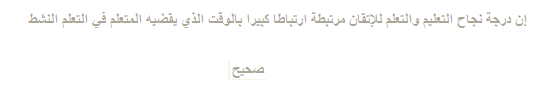 إن درجة نجاح التعليم والتعلم للإتقان مرتبطة ارتباطا كبيرا بالوقت الذي يقضيه المتعلم في التعلم النشط
صحيح